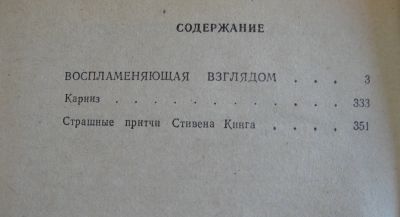 СОДЕРЖАНИЕ
ВОСПЛАМЕНЯЮЩАЯ ВЗГЛЯДОМ . . . 3
Карниз . . . . . . . . . . . . 333
Страшные притчи Стивена Кинга . . . . 351